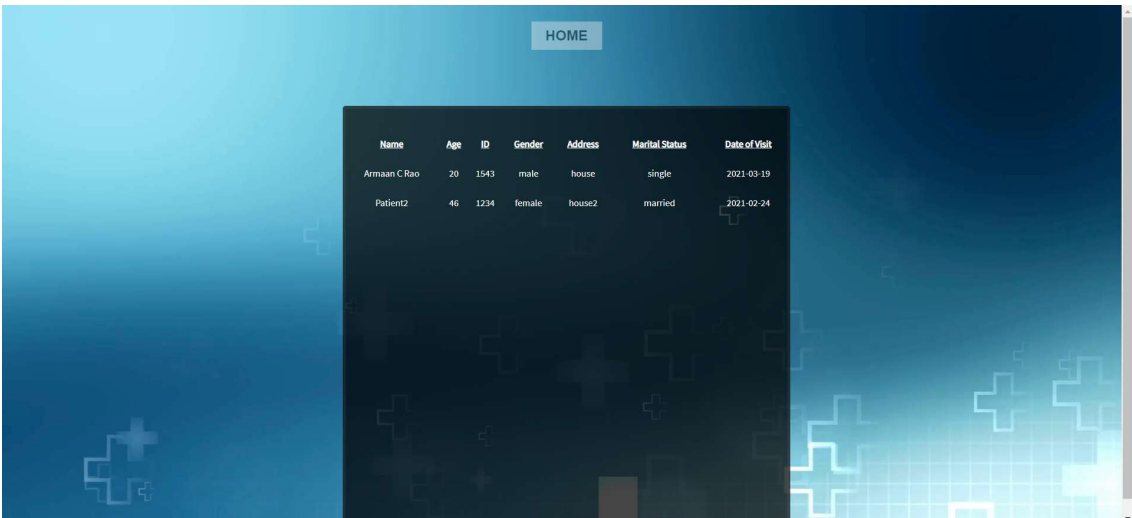 HOME
Name Age ID Gender Address Marital Status Date of Visit
Armaan C Rao 20 1543 male house single 2021-03-19
Patient2 46 1234 female house2 married 2021-02-24